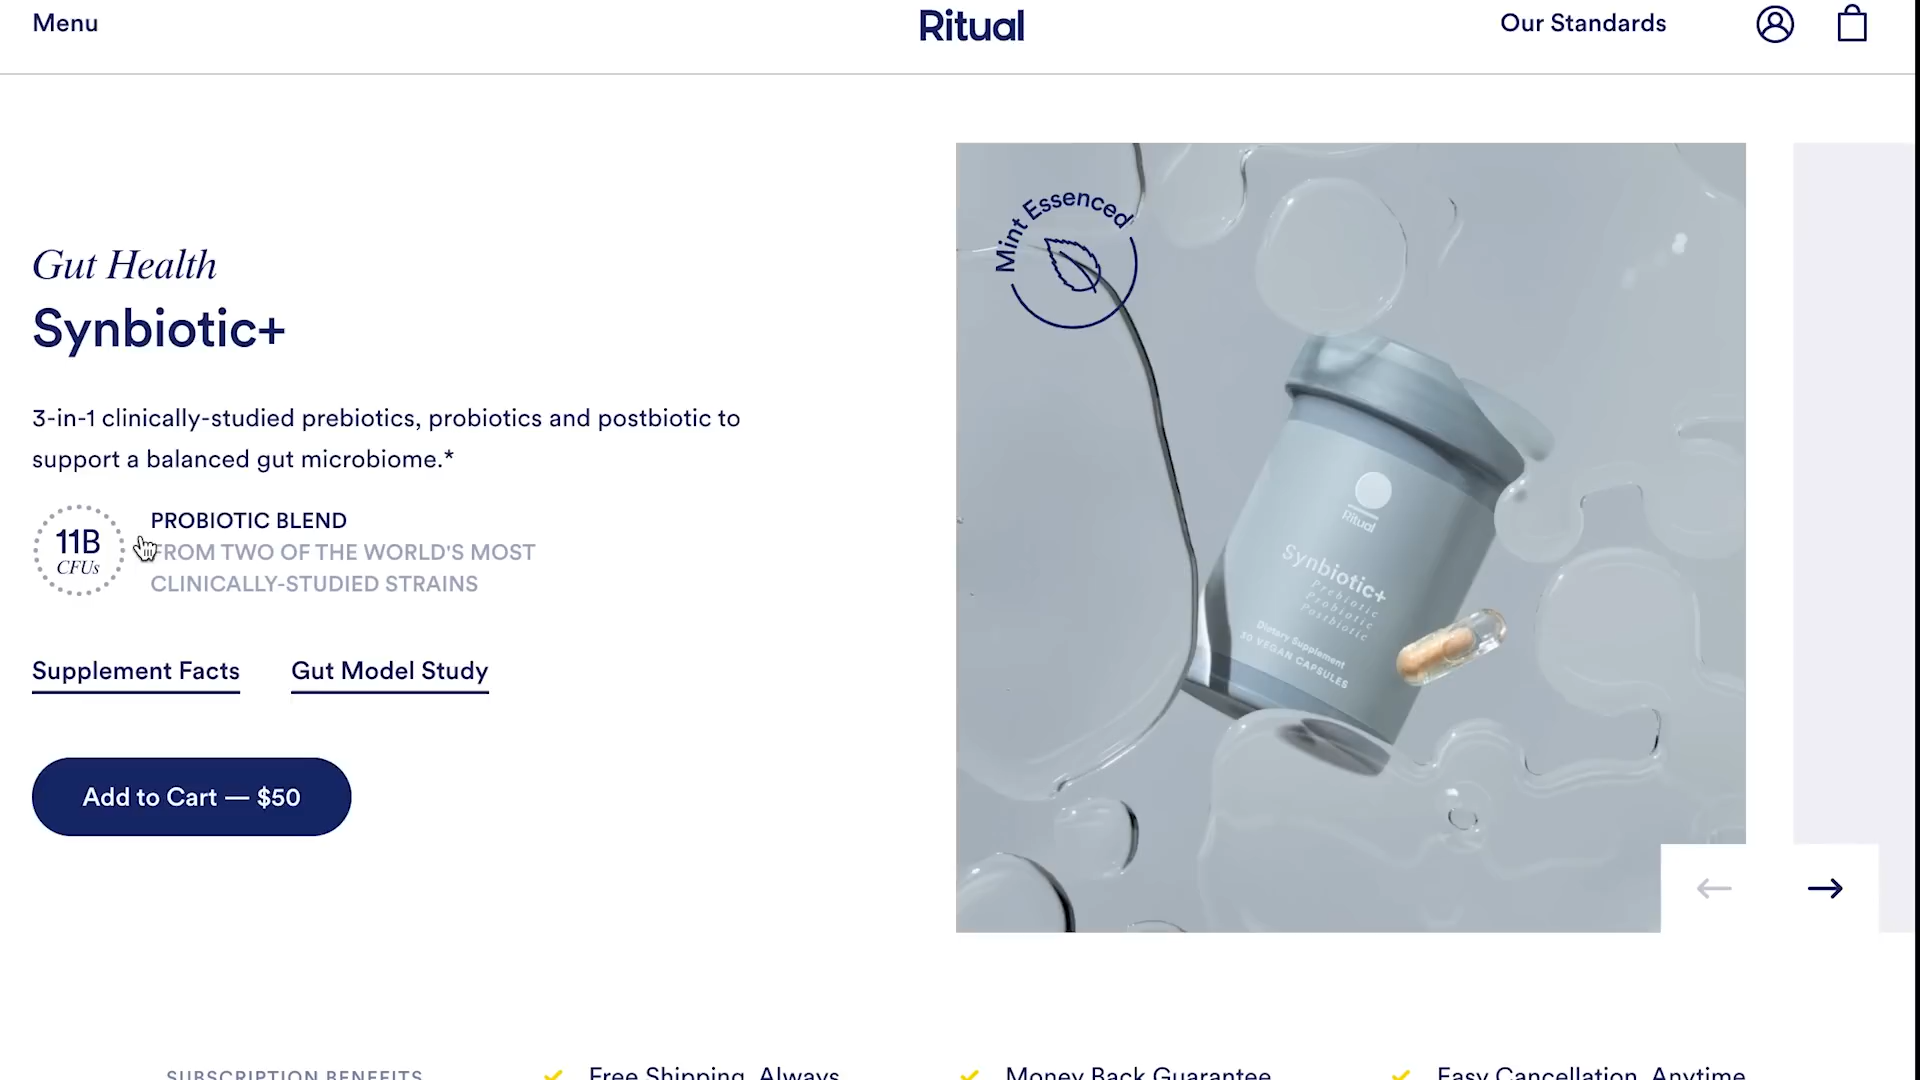 Menu
Ritual
Our Standards
Gut Health
Synbiotic+
3-in-1 clinically-studied prebiotics, probiotics and postbiotic to
support a balanced gut microbiome.*
11B
CFUs
PROBIOTIC BLEND
FROM TWO OF THE WORLD'S MOST
CLINICALLY-STUDIED STRAINS
Supplement Facts
Gut Model Study
Add to Cart — $50
Mint Essenced
Ritual
Synbiotic+
Prebiotic
Probiotic
Postbiotic
Dietary Supplement
30 VEGAN CAPSULES
SUBSCRIPTION BENEFITS
Free Shipping, Always
Money Back Guarantee
Easy Cancellation, Anytime